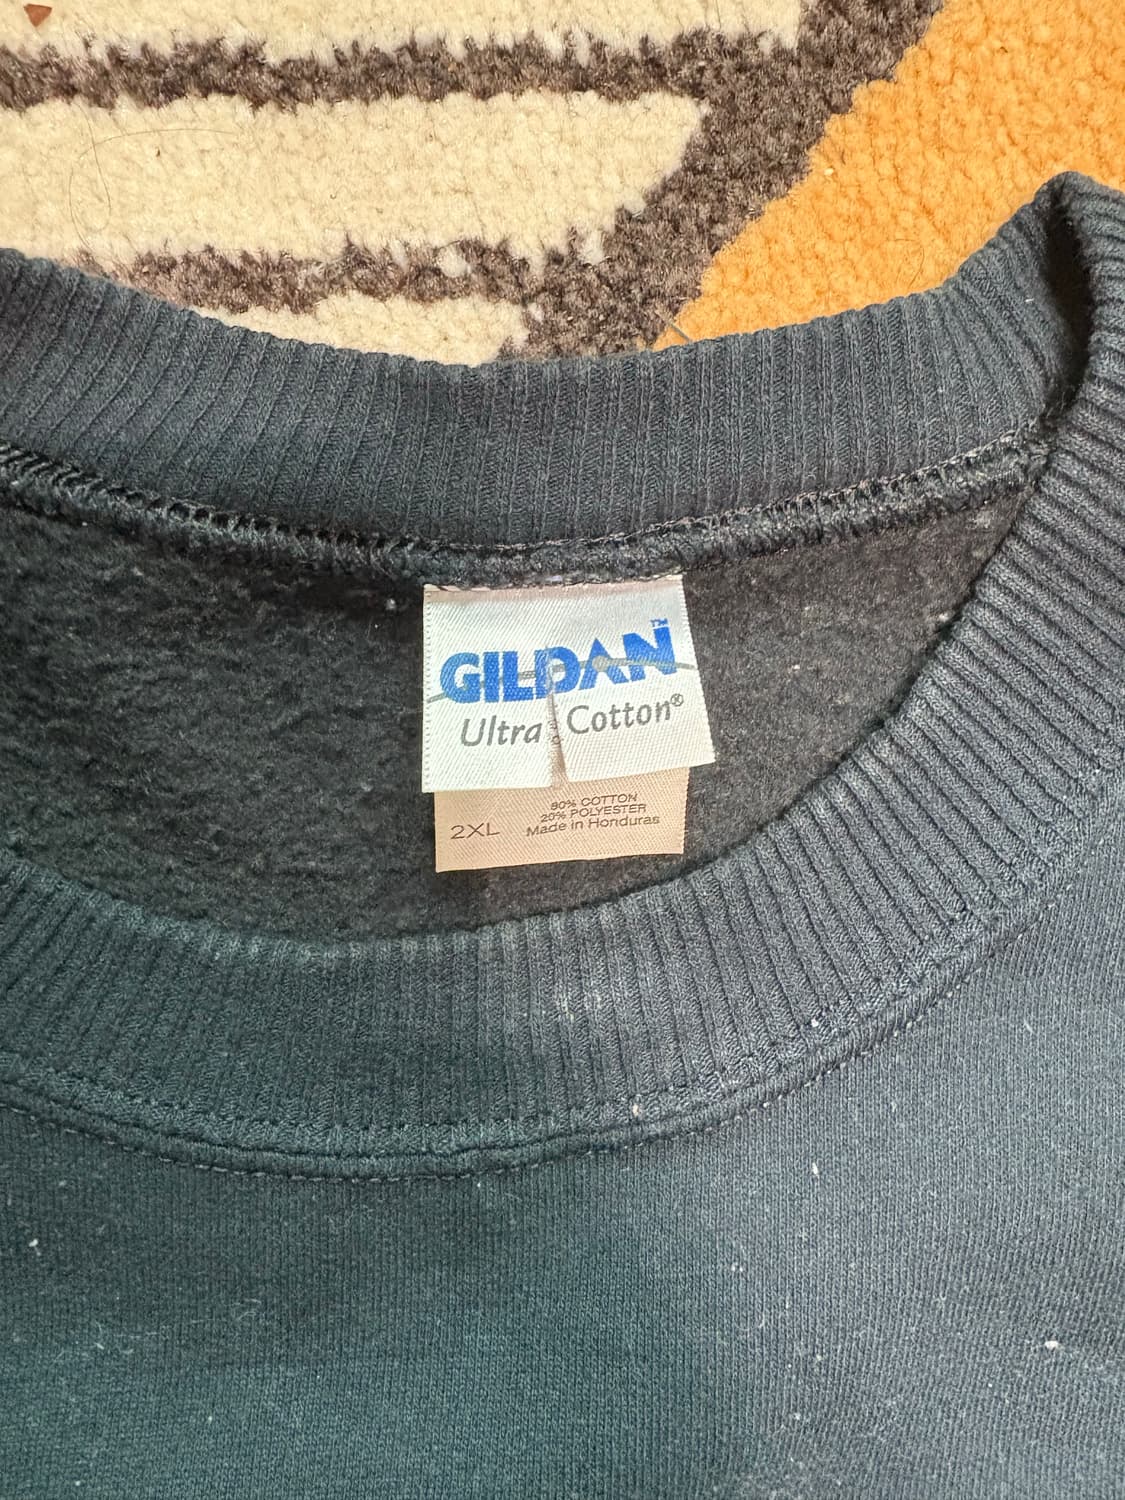 GILDAN™
Ultra Cotton®
2XL
80% COTTON
20% POLYESTER
Made in Honduras